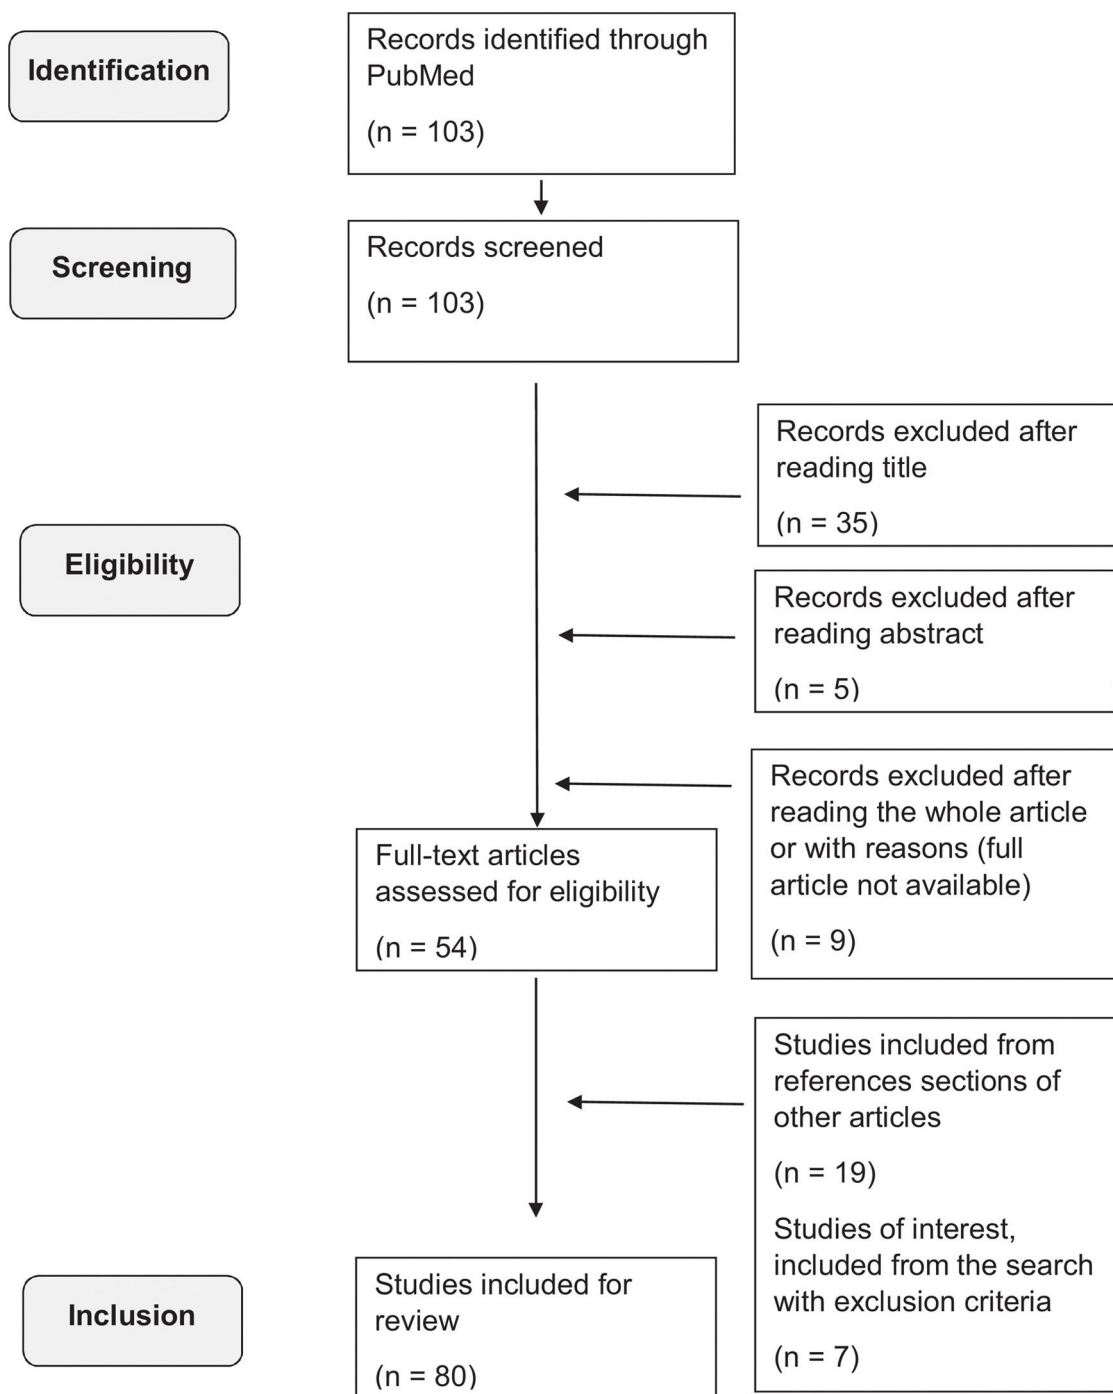 Identification
Records identified through
PubMed
(n = 103)
Screening
Records screened
(n = 103)
Records excluded after
reading title
(n = 35)
Eligibility
Records excluded after
reading abstract
(n = 5)
Records excluded after
reading the whole article
or with reasons (full
article not available)
(n = 9)
Full-text articles
assessed for eligibility
(n = 54)
Studies included from
references sections of
other articles
(n = 19)
Studies of interest,
included from the search
with exclusion criteria
(n = 7)
Inclusion
Studies included for
review
(n = 80)